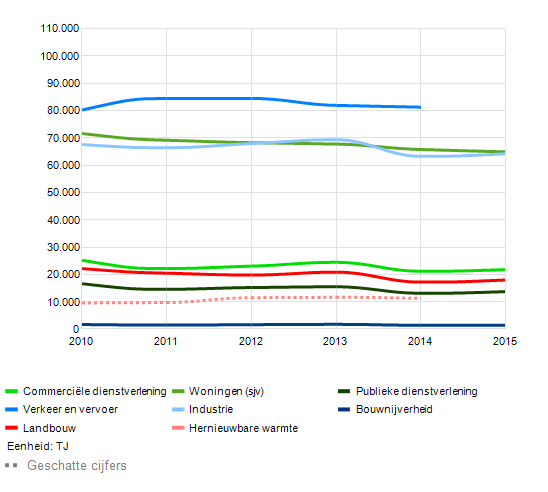 110.000
100.000
90.000
80.000
70.000
60.000
50.000
40.000
30.000
20.000
10.000
0
2010 2011 2012 2013 2014 2015
Commerciële dienstverlening Woningen (sjv) Publieke dienstverlening
Verkeer en vervoer Industrie Bouwnijverheid
Landbouw Hernieuwbare warmte
Eenheid: TJ
Geschatte cijfers